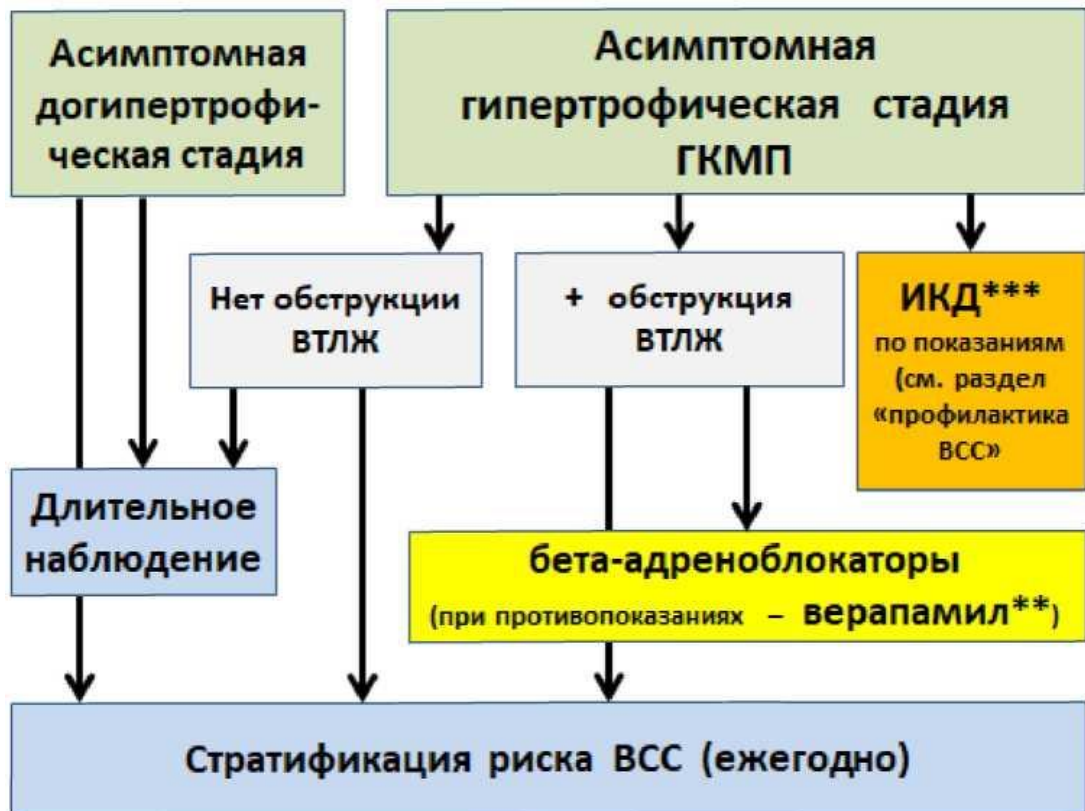 Асимптомная
догипертрофи-
ческая стадия
Асимптомная
гипертрофическая стадия
ГКМП
Нет обструкции
ВТЛЖ
+ обструкция
ВТЛЖ
ИКД***
по показаниям
(см. раздел
«профилактика
ВСС»
Длительное
наблюдение
бета-адреноблокаторы
(при противопоказаниях – верапамил**)
Стратификация риска ВСС (ежегодно)